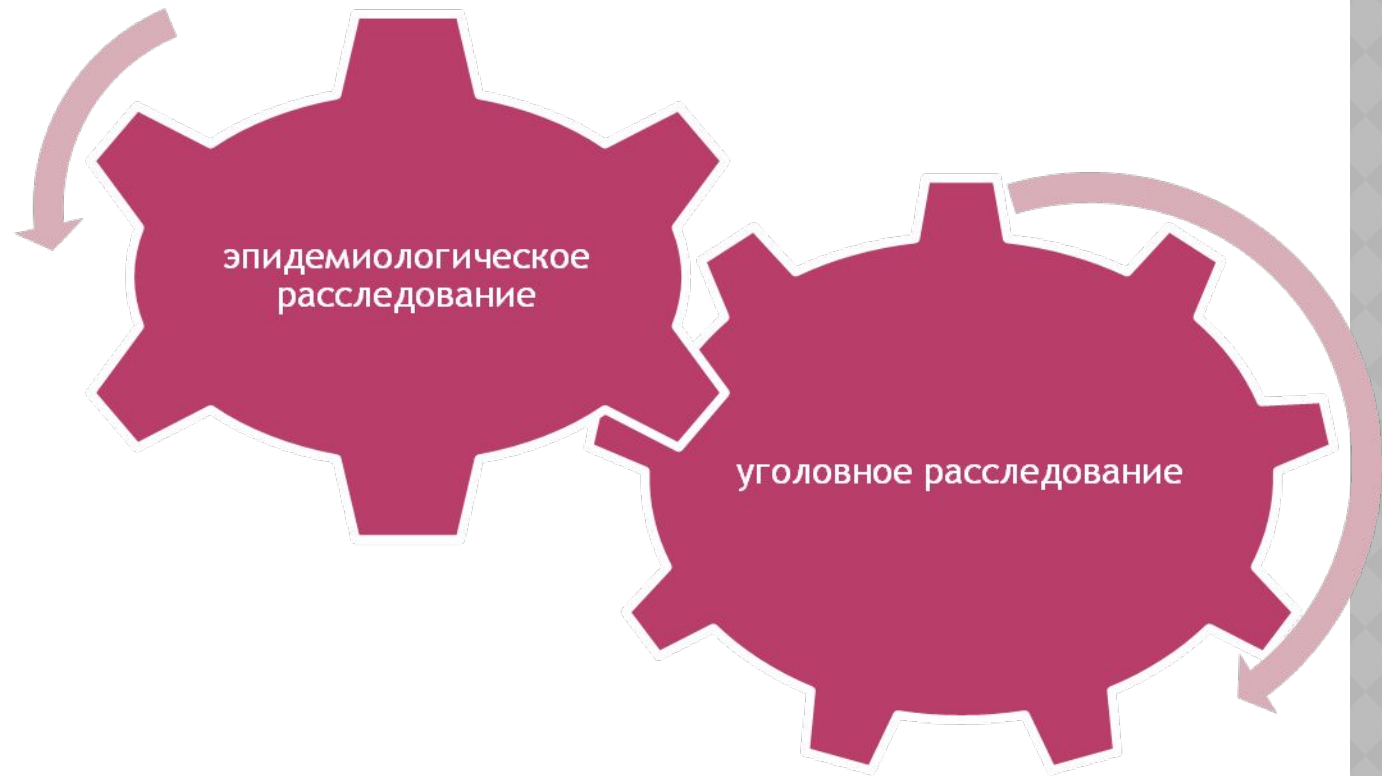 эпидемиологическое
расследование
уголовное расследование